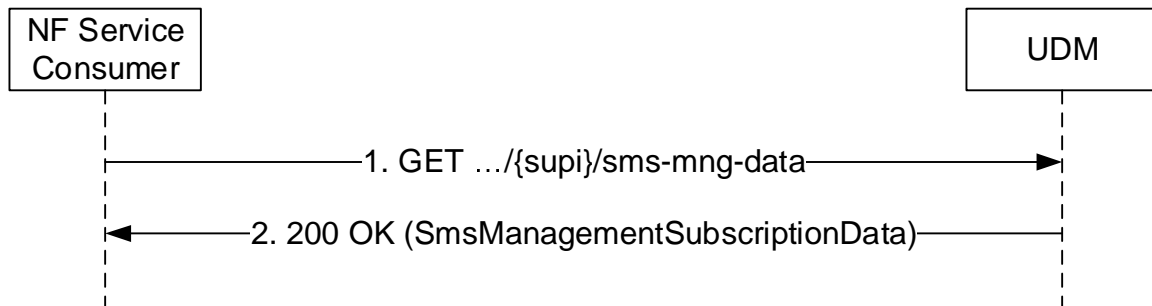 NF Service
Consumer
UDM
1. GET …/{supi}/sms-mng-data
2. 200 OK (SmsManagementSubscriptionData)